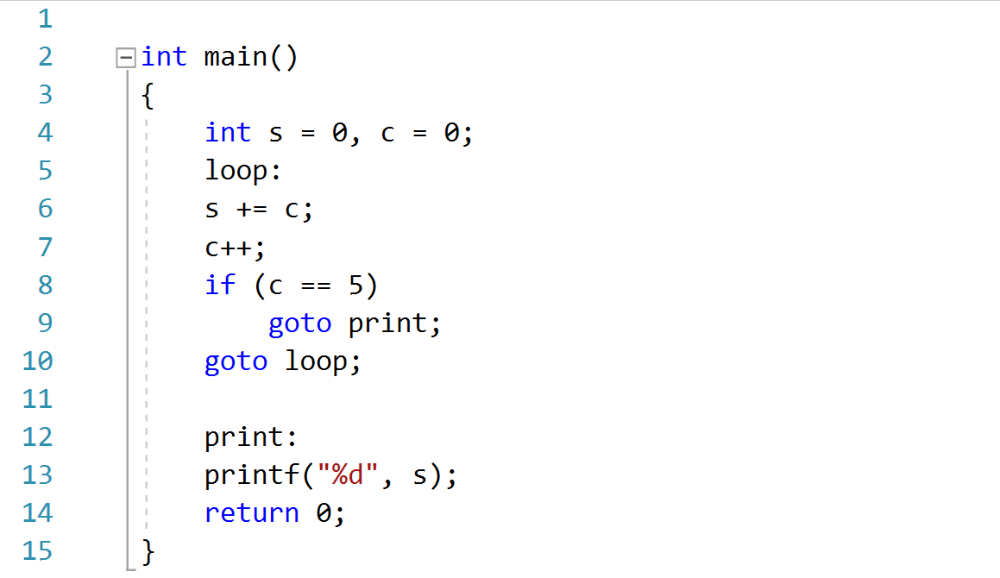 1
2 int main()
3 {
4 int s = 0, c = 0;
5 loop:
6 s += c;
7 c++;
8 if (c == 5)
9 goto print;
10 goto loop;
11
12 print:
13 printf("%d", s);
14 return 0;
15 }